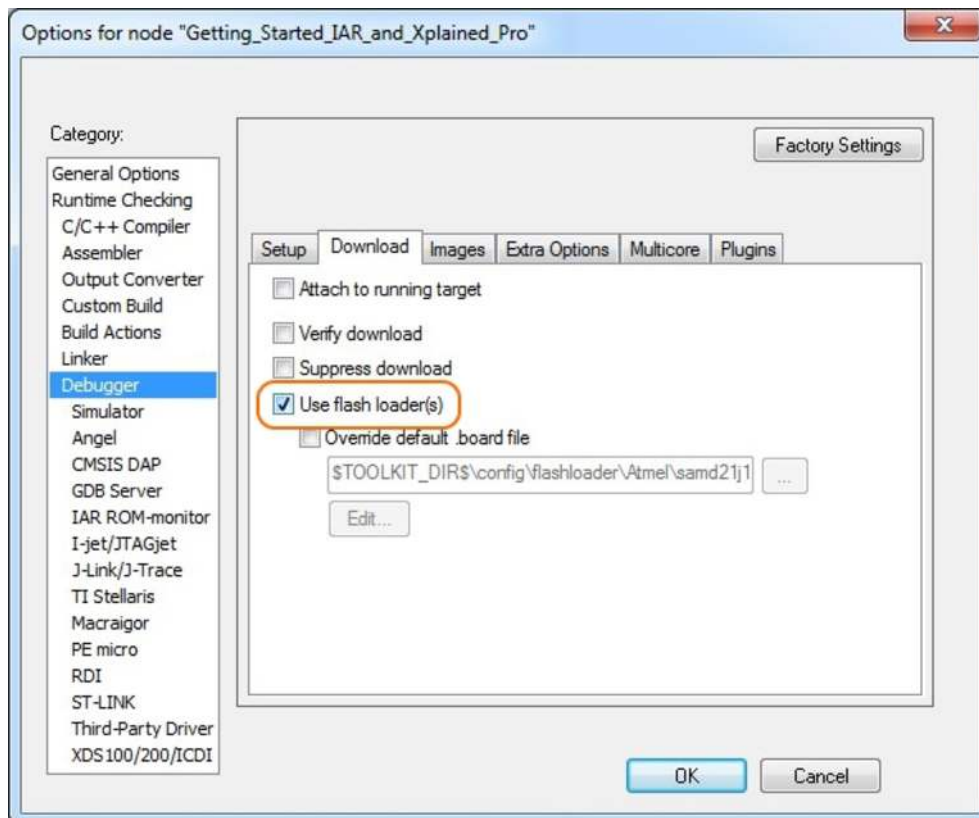 Options for node "Getting_Started_IAR_and_Xplained_Pro"
Category:
General Options
Runtime Checking
C/C++ Compiler
Assembler
Output Converter
Custom Build
Build Actions
Linker
Debugger
Simulator
Angel
CMSIS DAP
GDB Server
IAR ROM-monitor
I-jet/JTAGjet
J-Link/J-Trace
TI Stellaris
Macraigor
PE micro
RDI
ST-LINK
Third-Party Driver
XDS100/200/ICDI
Factory Settings
Setup Download Images Extra Options Multicore Plugins
Attach to running target
Verify download
Suppress download
Use flash loader(s)
Override default .board file
$TOOLKIT_DIR$\config\flashloader\Atmel\samd21j1 ...
Edit...
OK Cancel